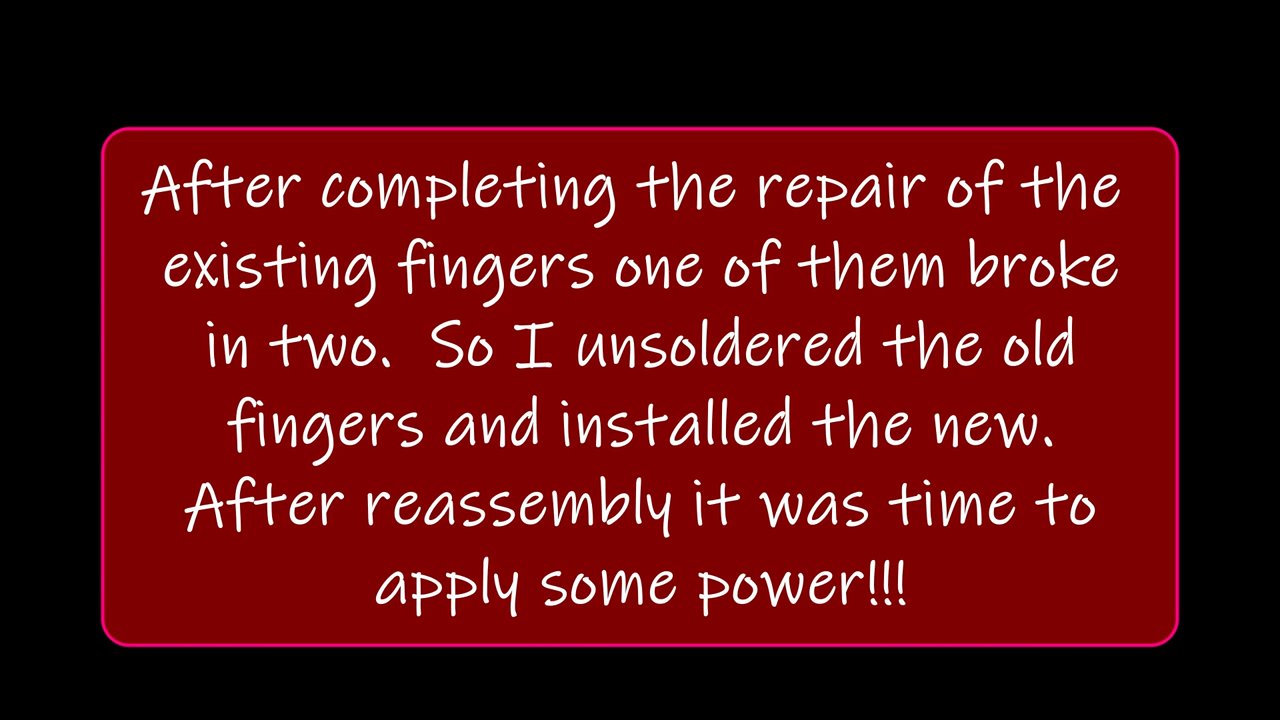 After completing the repair of the
existing fingers one of them broke
in two.  So I unsoldered the old
fingers and installed the new.
After reassembly it was time to
apply some power!!!